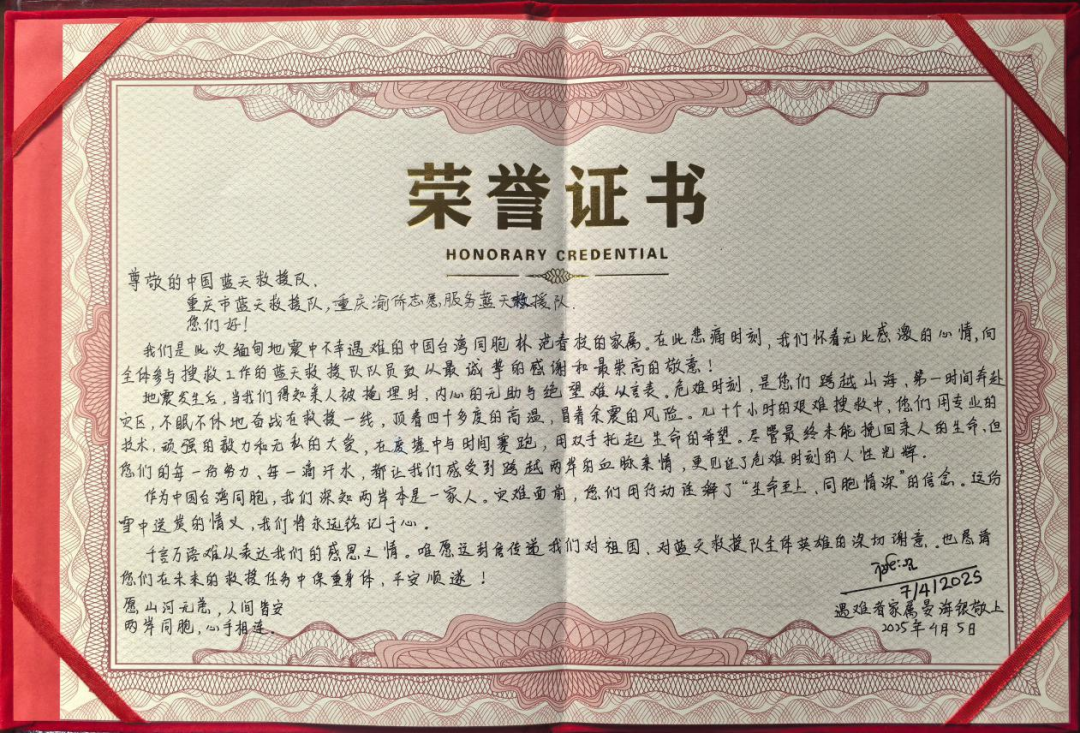 荣誉证书
HONORARY CREDENTIAL
尊敬的中国蓝天救援队,
重庆市蓝天救援队,重庆渝侨志愿服务蓝天救援队.
您们好!
我们是此次缅甸地震中不幸遇难的中国台湾同胞林尤春枝的家属。在此悲痛时刻,我们怀着无比感激的心情,向
全体参与搜救工作的蓝天救援队队员致以最诚挚的感谢和最崇高的敬意!
地震发生后,当我们得知亲人被掩埋时,内心的无助与绝望难以言表。危难时刻,是您们跨越山海,第一时间奔赴
灾区,不眠不休地奋战在救援一线,顶着四十多度的高温,冒着余震的风险。几十个小时的艰难搜救中,您们用专业的
技术,顽强的毅力和无私的大爱,在废墟中与时间赛跑,用双手托起生命的希望。尽管最终未能挽回亲人的生命,但
您们的每一份努力、每一滴汗水,都让我们感受到跨越两岸的血脉亲情,更见证了危难时刻的人性光辉.
作为中国台湾同胞,我们深知两岸本是一家人。灾难面前,您们用行动诠释了“生命至上、同胞情深”的信念。这份
雪中送炭的情义,我们将永远铭记于心。
千言万语难以表达我们的感恩之情。唯愿这封信传递我们对祖国、对蓝天救援队全体英雄的深切谢意.也恳请
您们在未来的救援任务中保重身体,平安顺遂!
7/4/2025
愿山河无恙,人间皆安
两岸同胞,心手相连.
遇难者家属晏海银敬上
2025年4月5日